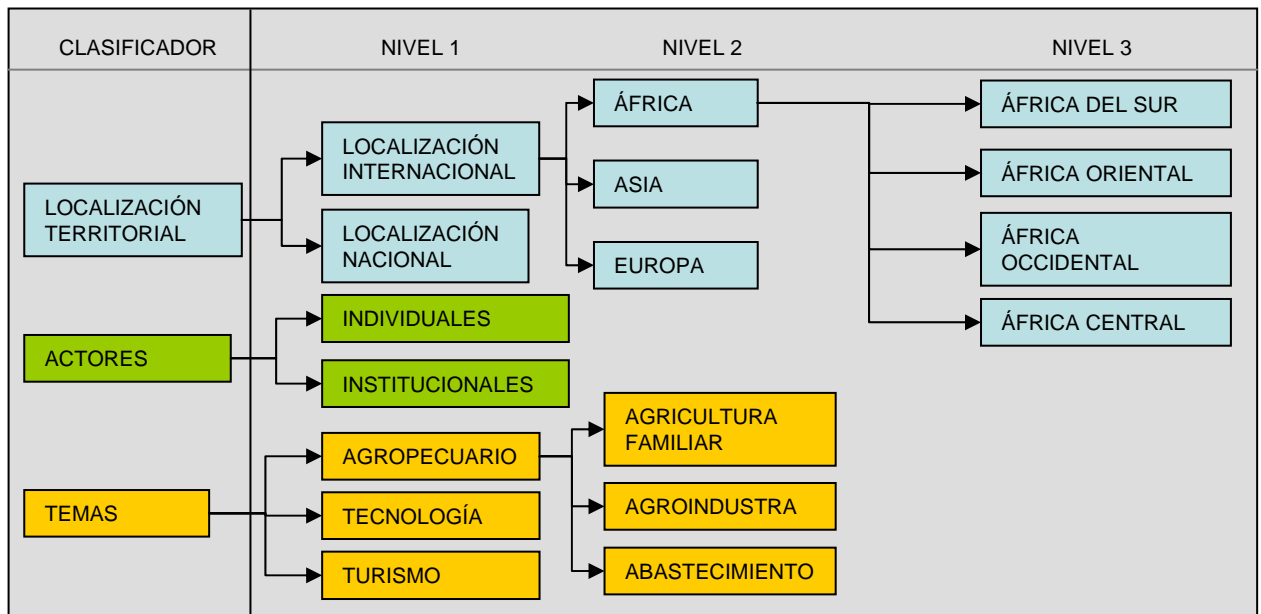 CLASIFICADOR
NIVEL 1
NIVEL 2
NIVEL 3
LOCALIZACIÓN
TERRITORIAL
LOCALIZACIÓN
INTERNACIONAL
LOCALIZACIÓN
NACIONAL
ÁFRICA
ASIA
EUROPA
ÁFRICA DEL SUR
ÁFRICA ORIENTAL
ÁFRICA
OCCIDENTAL
ÁFRICA CENTRAL
ACTORES
INDIVIDUALES
INSTITUCIONALES
TEMAS
AGROPECUARIO
TECNOLOGÍA
TURISMO
AGRICULTURA
FAMILIAR
AGROINDUSTRA
ABASTECIMIENTO